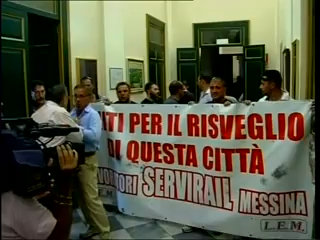 TI PER IL RISVEGLIO
DI QUESTA CITTÀ
SERVIRAIL MESSINA
L.E.M.